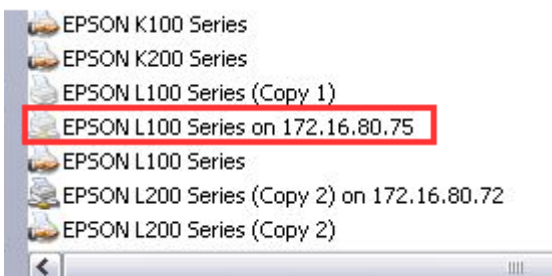 EPSON K100 Series
EPSON K200 Series
EPSON L100 Series (Copy 1)
EPSON L100 Series on 172.16.80.75
EPSON L100 Series
EPSON L200 Series (Copy 2) on 172.16.80.72
EPSON L200 Series (Copy 2)